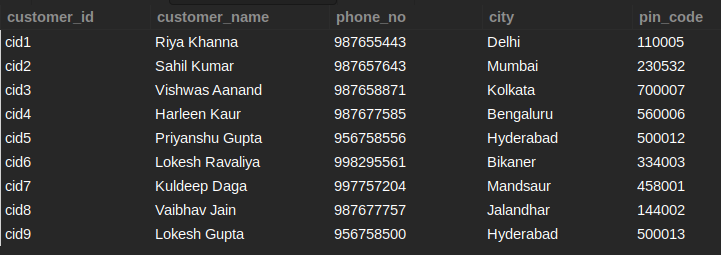 customer_id customer_name phone_no city pin_code
cid1 Riya Khanna 987655443 Delhi 110005
cid2 Sahil Kumar 987657643 Mumbai 230532
cid3 Vishwas Aanand 987658871 Kolkata 700007
cid4 Harleen Kaur 987677585 Bengaluru 560006
cid5 Priyanshu Gupta 956758556 Hyderabad 500012
cid6 Lokesh Ravaliya 998295561 Bikaner 334003
cid7 Kuldeep Daga 997757204 Mandsaur 458001
cid8 Vaibhav Jain 987677757 Jalandhar 144002
cid9 Lokesh Gupta 956758500 Hyderabad 500013